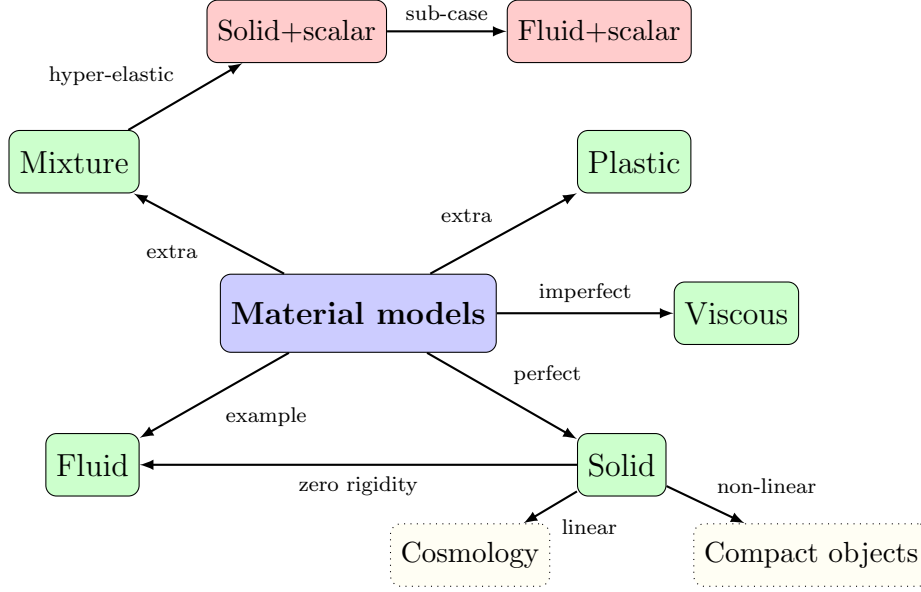 Solid+scalar
sub-case
Fluid+scalar
hyper-elastic
Mixture
Plastic
extra
extra
Material models
imperfect
Viscous
perfect
example
Fluid
zero rigidity
Solid
non-linear
linear
Cosmology
Compact objects